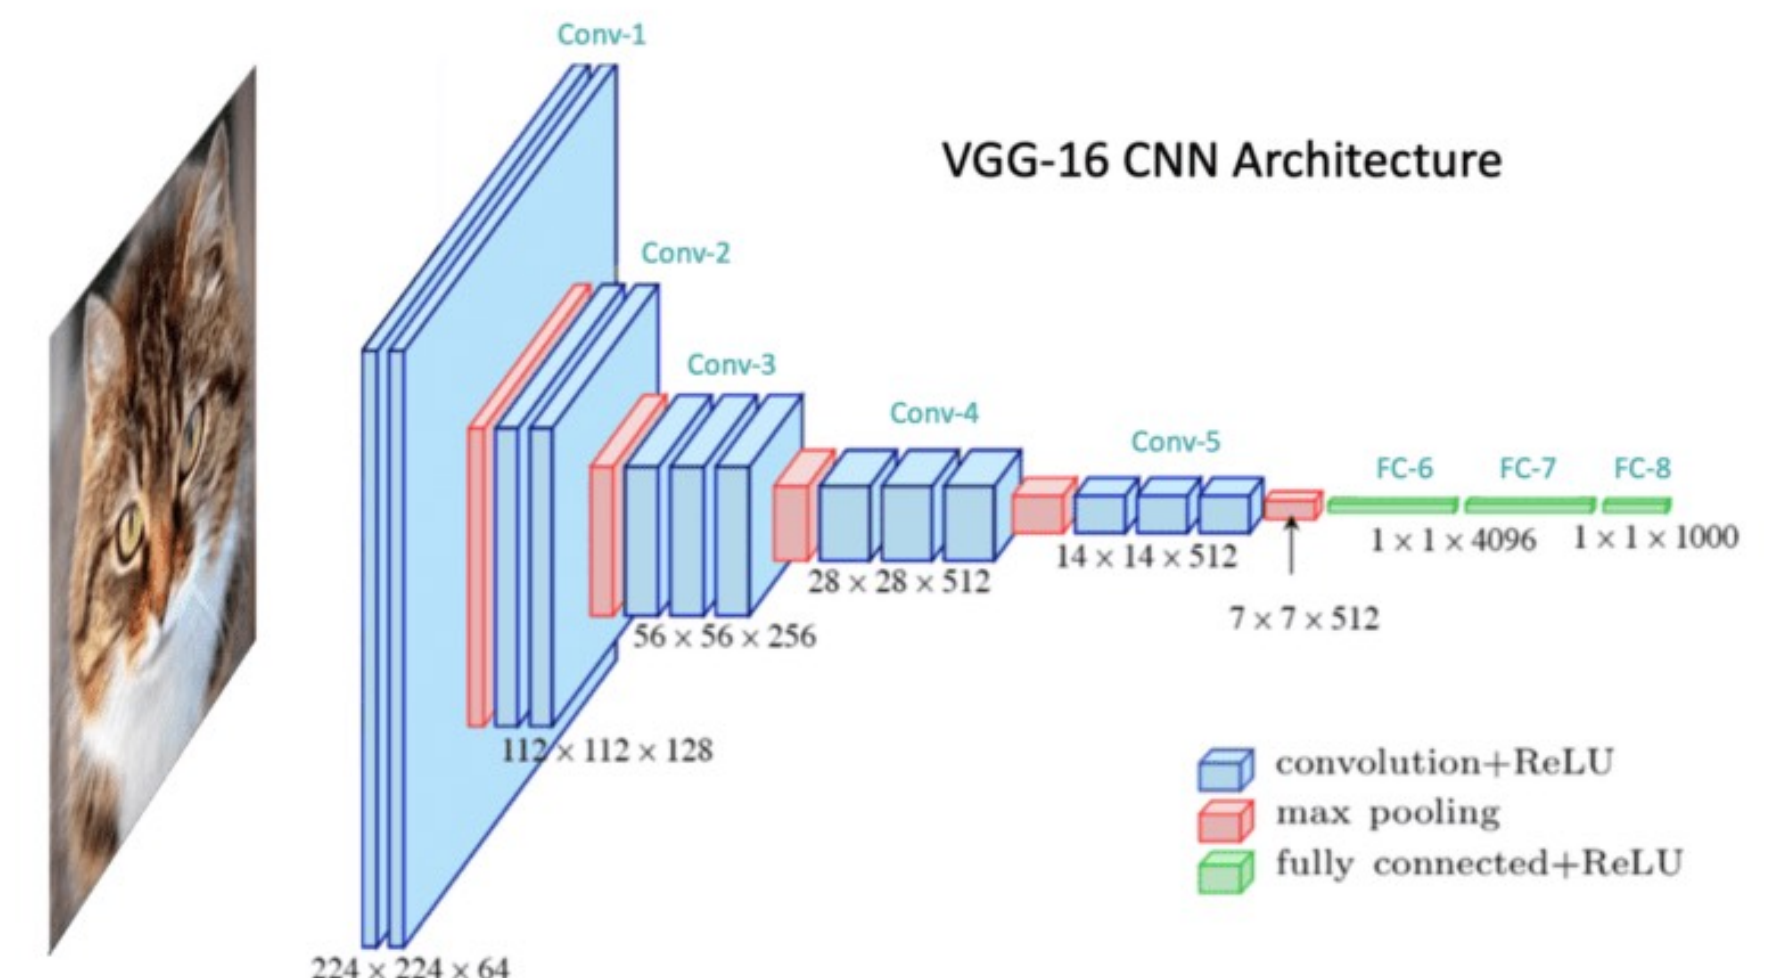 Conv-1
VGG-16 CNN Architecture
Conv-2
Conv-3
Conv-4
Conv-5
FC-6
FC-7
FC-8
1 × 1 × 4096
1 × 1 × 1000
14 × 14 × 512
28 × 28 × 512
7 × 7 × 512
56 × 56 × 256
112 × 112 × 128
convolution+ReLU
max pooling
fully connected+ReLU
224 × 224 × 64